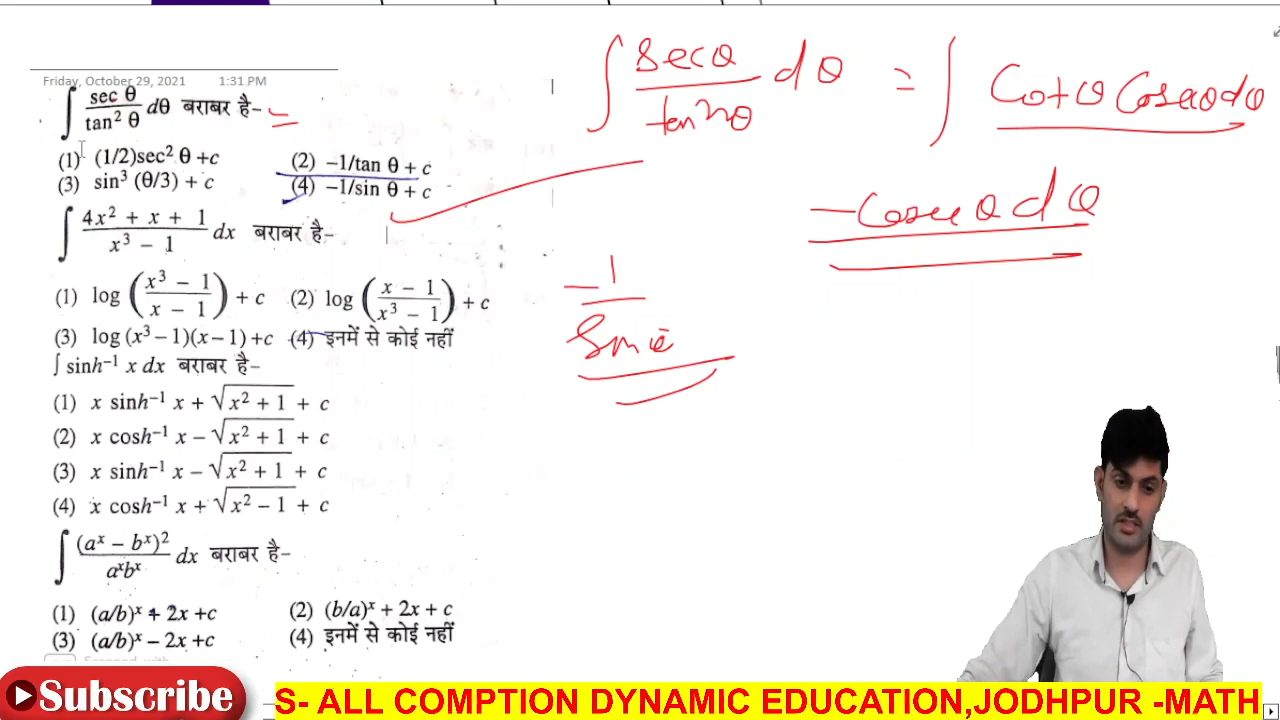 Friday, October 29, 2021 1:31 PM
∫ sec θ / tan² θ dθ बराबर है–
(1) (1/2)sec² θ +c (2) −1/tan θ + c
(3) sin³ (θ/3) + c (4) −1/sin θ + c
∫ 4x² + x + 1 / x³ − 1 dx बराबर है–
(1) log (x³ − 1 / x − 1) + c (2) log (x − 1 / x³ − 1) + c
(3) log (x³ − 1)(x − 1) +c (4) इनमें से कोई नहीं
∫ sinh⁻¹ x dx बराबर है–
(1) x sinh⁻¹ x + √x² + 1 + c
(2) x cosh⁻¹ x − √x² + 1 + c
(3) x sinh⁻¹ x − √x² + 1 + c
(4) x cosh⁻¹ x + √x² − 1 + c
∫ (aˣ − bˣ)² / aˣbˣ dx बराबर है–
(1) (a/b)ˣ + 2x +c (2) (b/a)ˣ + 2x + c
(3) (a/b)ˣ − 2x +c (4) इनमें से कोई नहीं
∫ secθ / tan²θ dθ = ∫ Cotθ Cosecθ dθ
−Cosecθ dθ
−1 / Sinθ
Subscribe
S- ALL COMPTION DYNAMIC EDUCATION,JODHPUR -MATH